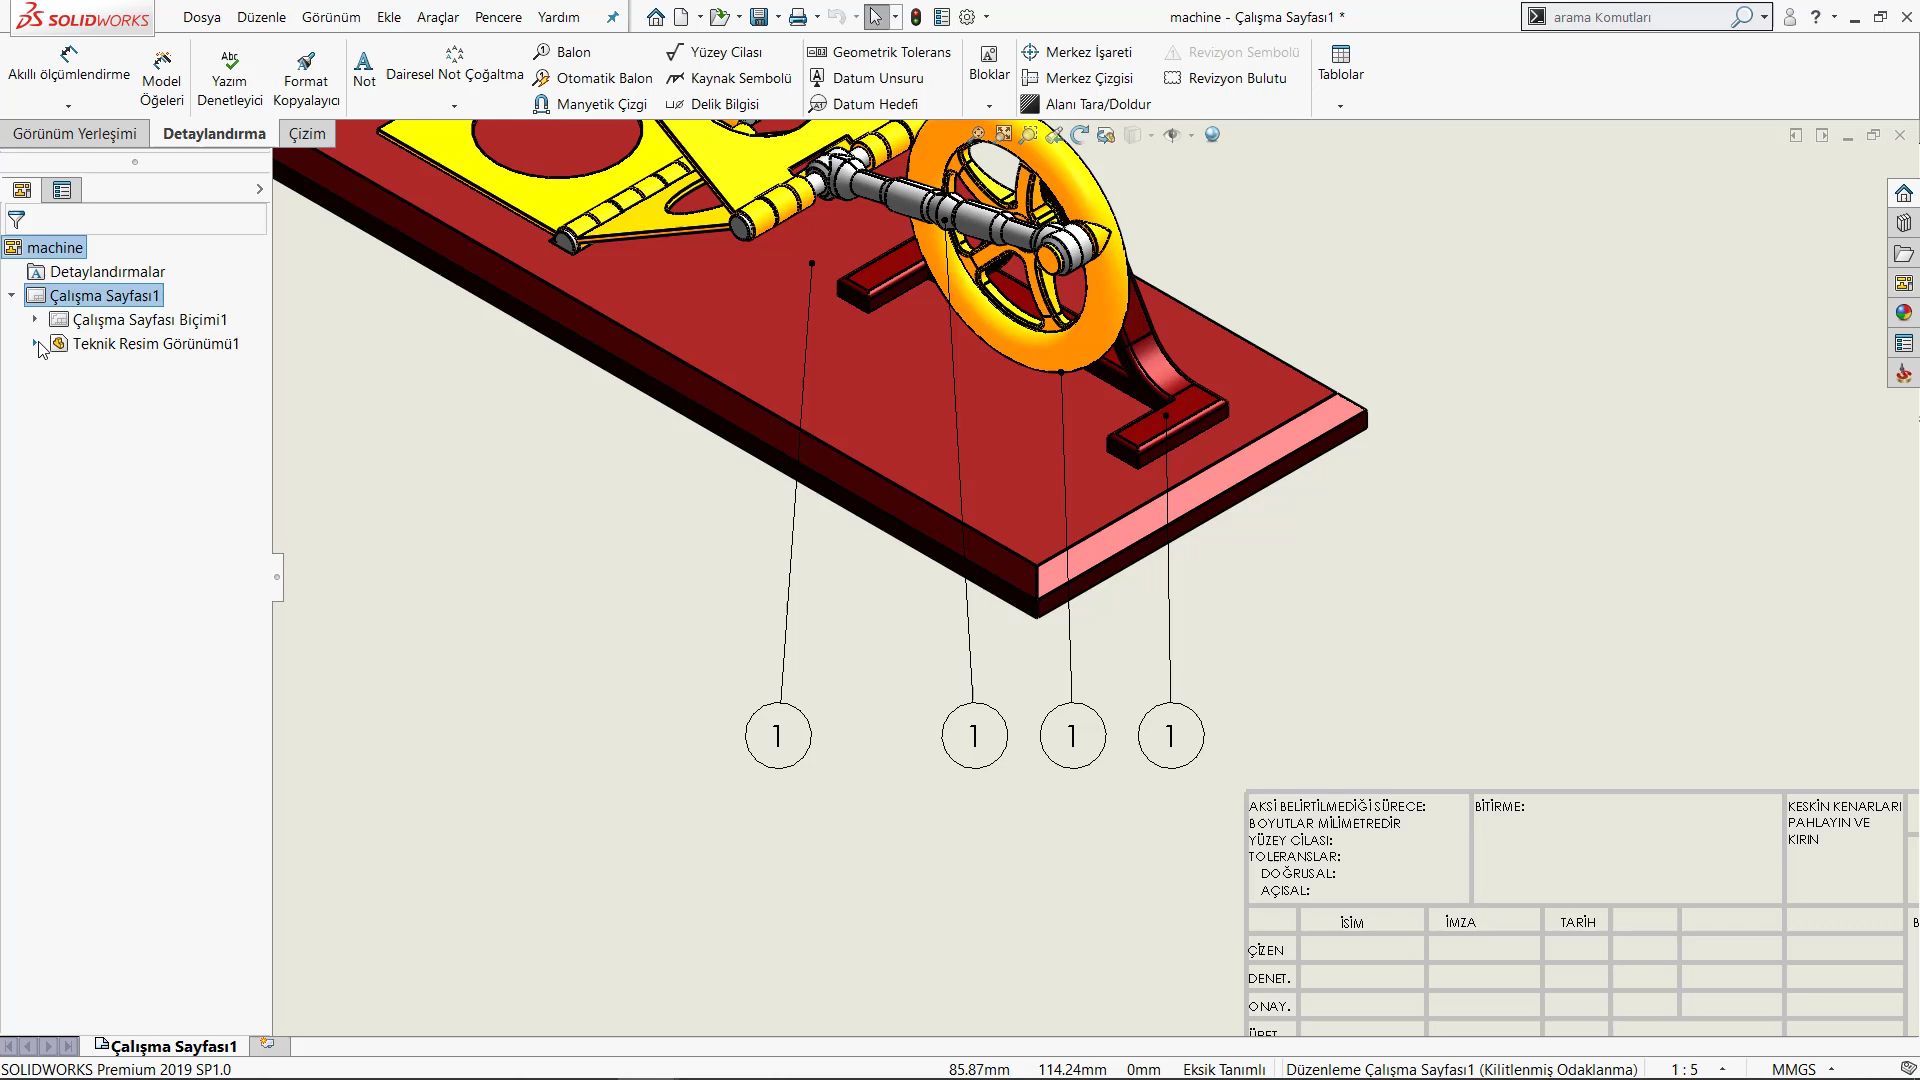 SOLIDWORKS Dosya Düzenle Görünüm Ekle Araçlar Pencere Yardım machine - Çalışma Sayfası1 * arama Komutları
Akıllı ölçümlendirme
Model
Öğeleri
Abc
Yazım
Denetleyici
Format
Kopyalayıcı
Not
Dairesel Not Çoğaltma
Balon
Otomatik Balon
Manyetik Çizgi
Yüzey Cilası
Kaynak Sembolü
Delik Bilgisi
Geometrik Tolerans
Datum Unsuru
Datum Hedefi
Bloklar
Merkez İşareti
Merkez Çizgisi
Alanı Tara/Doldur
Revizyon Sembolü
Revizyon Bulutu
Tablolar
Görünüm Yerleşimi Detaylandırma Çizim
machine
Detaylandırmalar
Çalışma Sayfası1
Çalışma Sayfası Biçimi1
Teknik Resim Görünümü1
1 1 1 1
AKSİ BELİRTİLMEDİĞİ SÜRECE:
BOYUTLAR MİLİMETREDİR
YÜZEY CİLASI:
TOLERANSLAR:
DOĞRUSAL:
AÇISAL:
BİTİRME:
KESKİN KENARLARI
PAHLAYIN VE
KIRIN
İSİM İMZA TARİH B
ÇİZEN
DENET.
ONAY.
ÜRET.
Çalışma Sayfası1
SOLIDWORKS Premium 2019 SP1.0 85.87mm 114.24mm 0mm Eksik Tanımlı Düzenleme Çalışma Sayfası1 (Kilitlenmiş Odaklanma) 1 : 5 MMGS